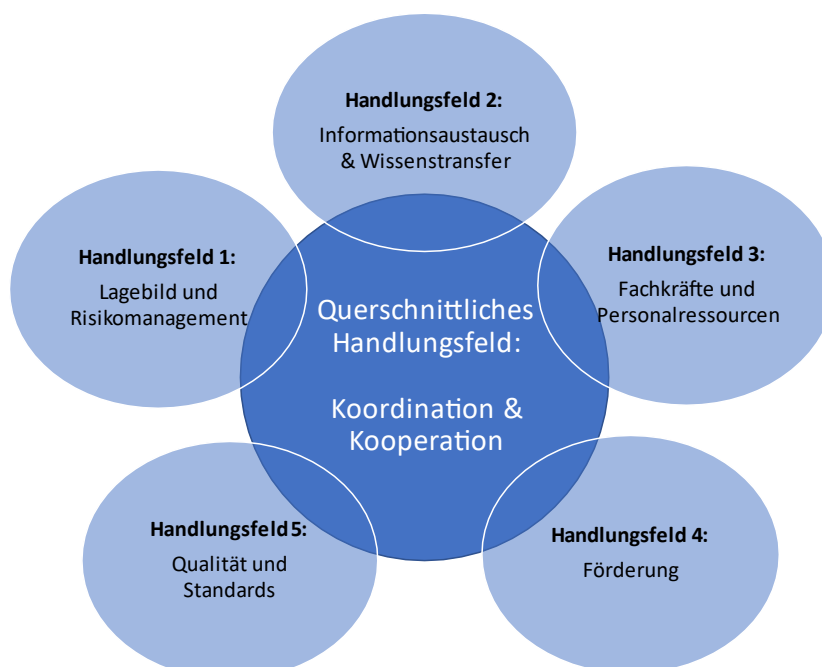 Handlungsfeld 2:
Informationsaustausch
& Wissenstransfer
Handlungsfeld 1:
Lagebild und
Risikomanagement
Handlungsfeld 3:
Fachkräfte und
Personalressourcen
Querschnittliches
Handlungsfeld:
Koordination &
Kooperation
Handlungsfeld 5:
Qualität und
Standards
Handlungsfeld 4:
Förderung